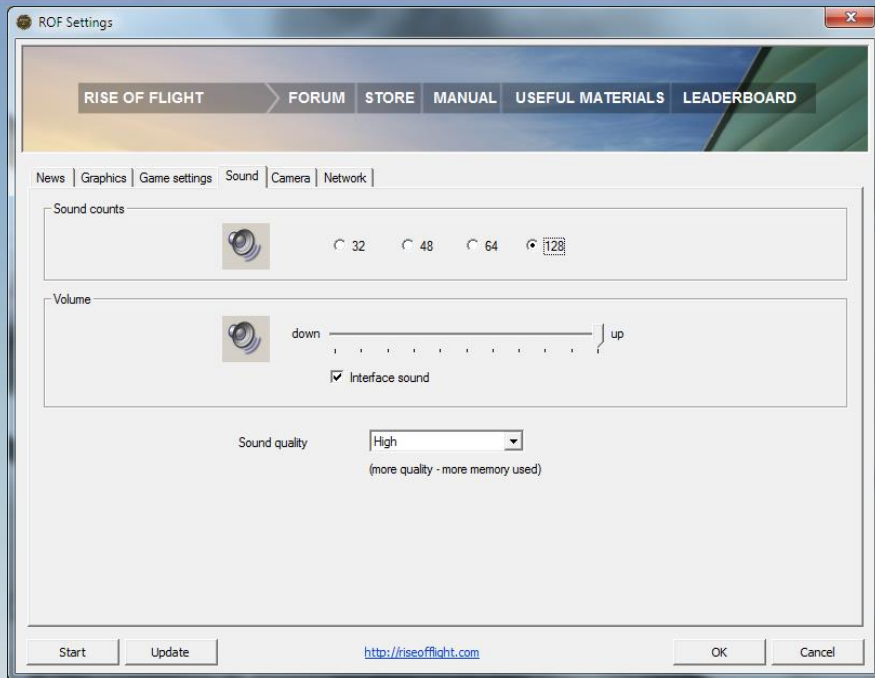 ROF Settings
RISE OF FLIGHT FORUM STORE MANUAL USEFUL MATERIALS LEADERBOARD
News Graphics Game settings Sound Camera Network
Sound counts
32 48 64 128
Volume
down up
Interface sound
Sound quality High
(more quality - more memory used)
Start Update http://riseofflight.com OK Cancel